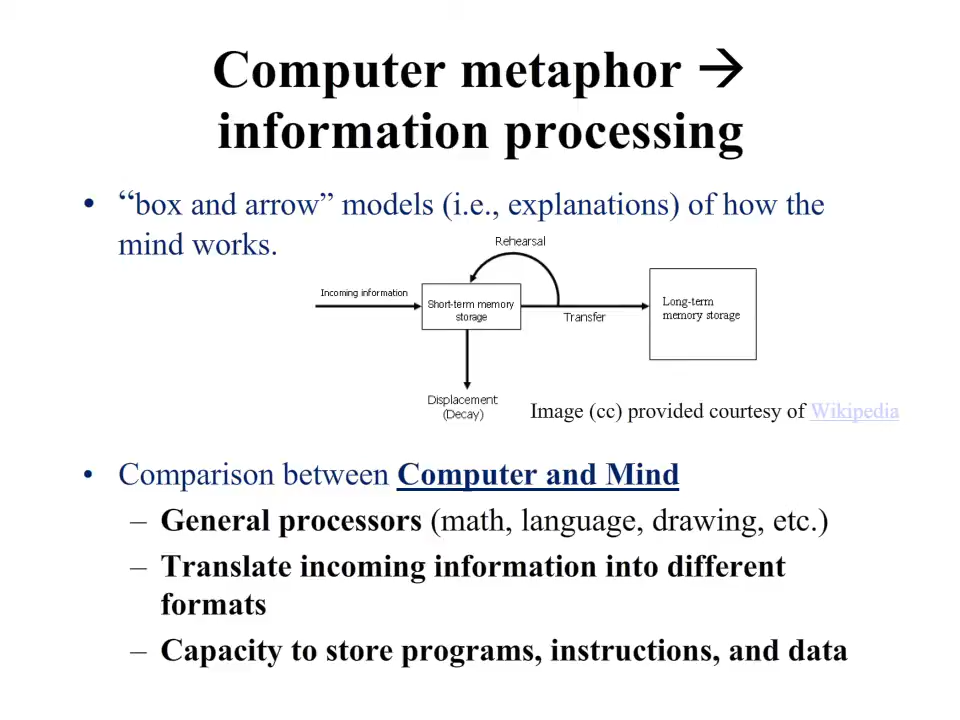 Computer metaphor →
information processing
• “box and arrow” models (i.e., explanations) of how the
mind works.
Rehearsal
Incoming information
Short-term memory
storage
Transfer
Long-term
memory storage
Displacement
(Decay)
Image (cc) provided courtesy of Wikipedia
• Comparison between Computer and Mind
– General processors (math, language, drawing, etc.)
– Translate incoming information into different
formats
– Capacity to store programs, instructions, and data